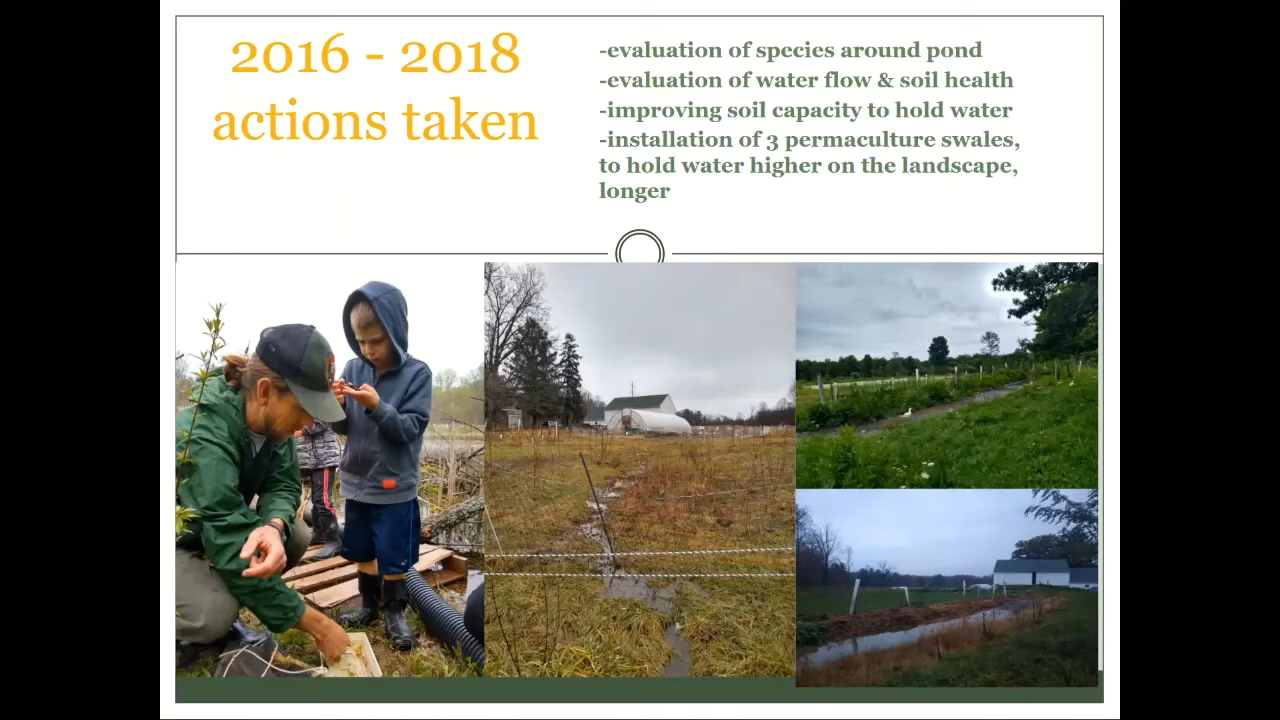 2016 - 2018
actions taken
-evaluation of species around pond
-evaluation of water flow & soil health
-improving soil capacity to hold water
-installation of 3 permaculture swales,
to hold water higher on the landscape,
longer